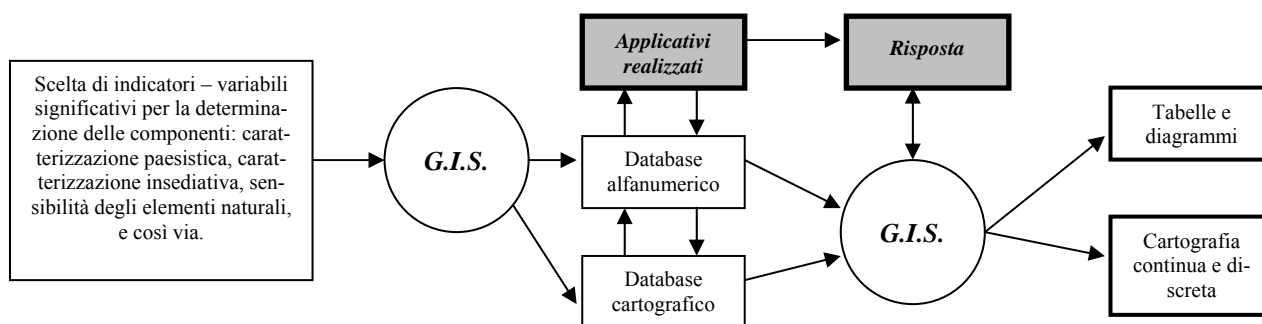 Scelta di indicatori – variabili
significativi per la determina-
zione delle componenti: carat-
terizzazione paesistica, carat-
terizzazione insediativa, sen-
sibilità degli elementi naturali,
e così via.
G.I.S.
Applicativi
realizzati
Database
alfanumerico
Database
cartografico
Risposta
G.I.S.
Tabelle e
diagrammi
Cartografia
continua e di-
screta